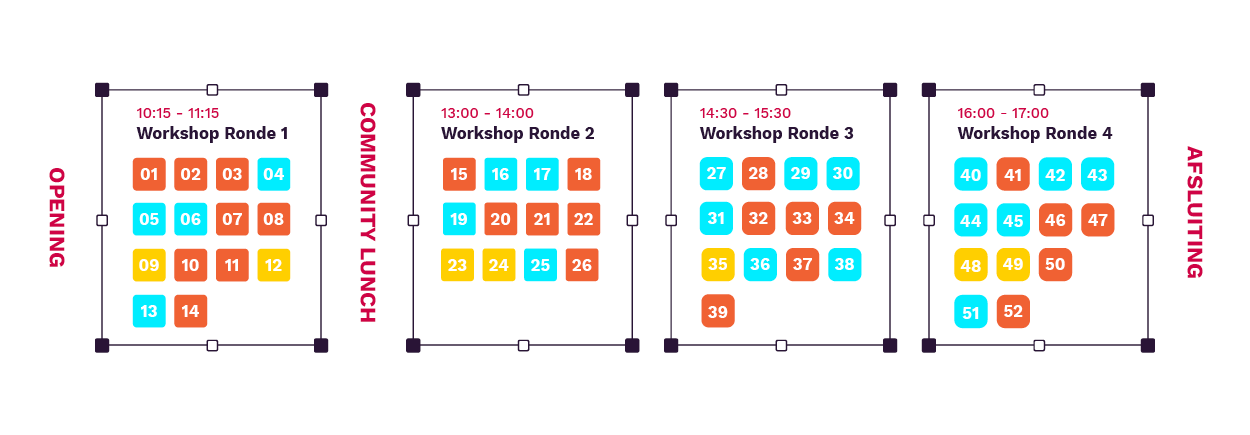 OPENING
10:15 - 11:15
Workshop Ronde 1
01 02 03 04
05 06 07 08
09 10 11 12
13 14
COMMUNITY LUNCH
13:00 - 14:00
Workshop Ronde 2
15 16 17 18
19 20 21 22
23 24 25 26
14:30 - 15:30
Workshop Ronde 3
27 28 29 30
31 32 33 34
35 36 37 38
39
16:00 - 17:00
Workshop Ronde 4
40 41 42 43
44 45 46 47
48 49 50
51 52
AFSLUITING